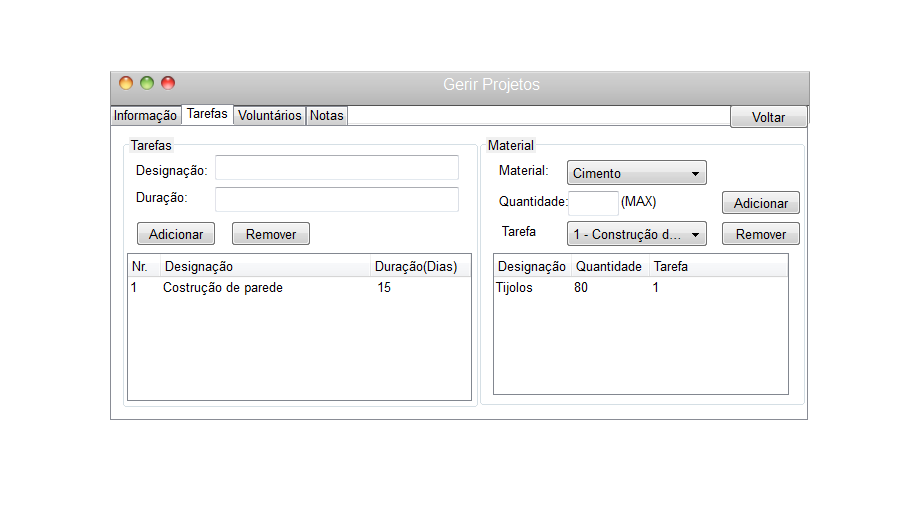 Gerir Projetos
Informação Tarefas Voluntários Notas Voltar
Tarefas
Designação:
Duração:
Adicionar Remover
Nr. Designação Duração(Dias)
1 Costrução de parede 15
Material
Material: Cimento
Quantidade: (MAX) Adicionar
Tarefa 1 - Construção d... Remover
Designação Quantidade Tarefa
Tijolos 80 1